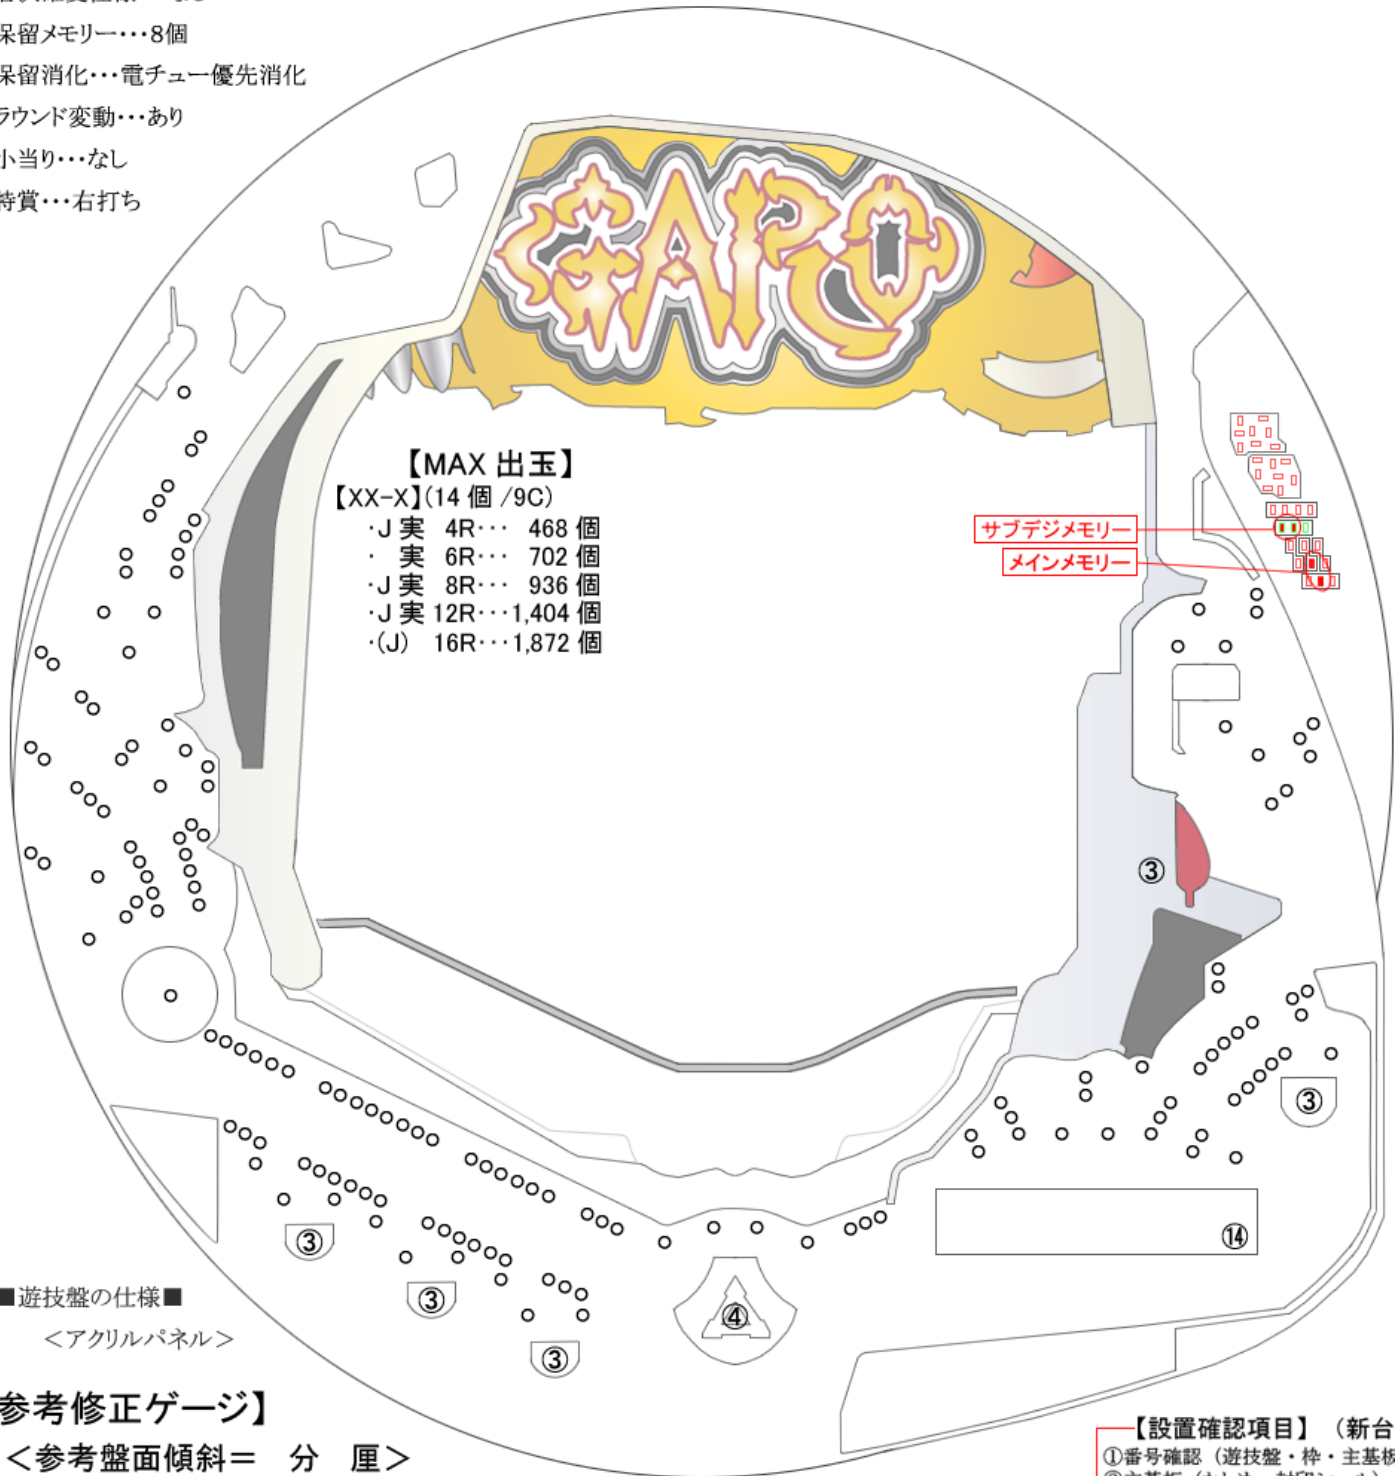 保留メモリー･･･8個
保留消化･･･電チュー優先消化
ラウンド変動･･･あり
小当り･･･なし
特賞･･･右打ち
GARO
【MAX 出玉】
【XX-X】(14 個 /9C)
･J 実 4R･･･ 468 個
･ 実 6R･･･ 702 個
･J 実 8R･･･ 936 個
･J 実 12R･･･1,404 個
･(J) 16R･･･1,872 個
サブデジメモリー
メインメモリー
③
③
⑭
③
③
④
③
■遊技盤の仕様■
＜アクリルパネル＞
参考修正ゲージ】
＜参考盤面傾斜＝ 分 厘＞
【設置確認項目】（新台
①番号確認（遊技盤・枠・主基板